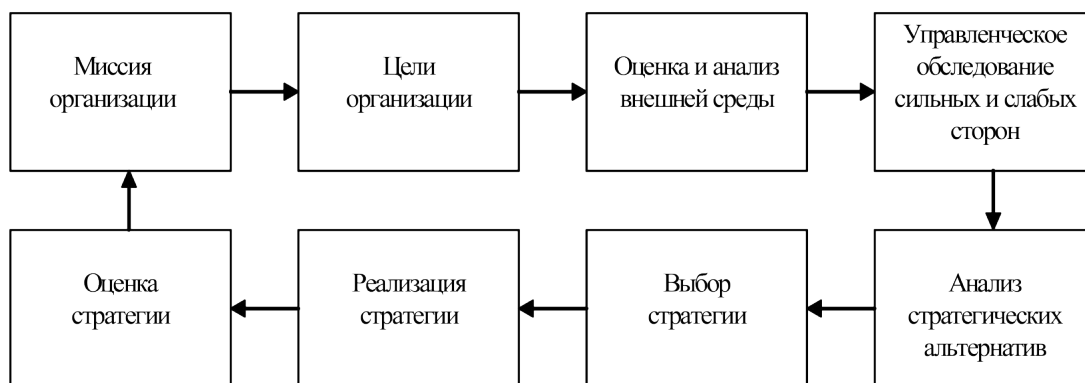 Миссия
организации
Цели
организации
Оценка и анализ
внешней среды
Управленческое
обследование
сильных и слабых
сторон
Оценка
стратегии
Реализация
стратегии
Выбор
стратегии
Анализ
стратегических
альтернатив